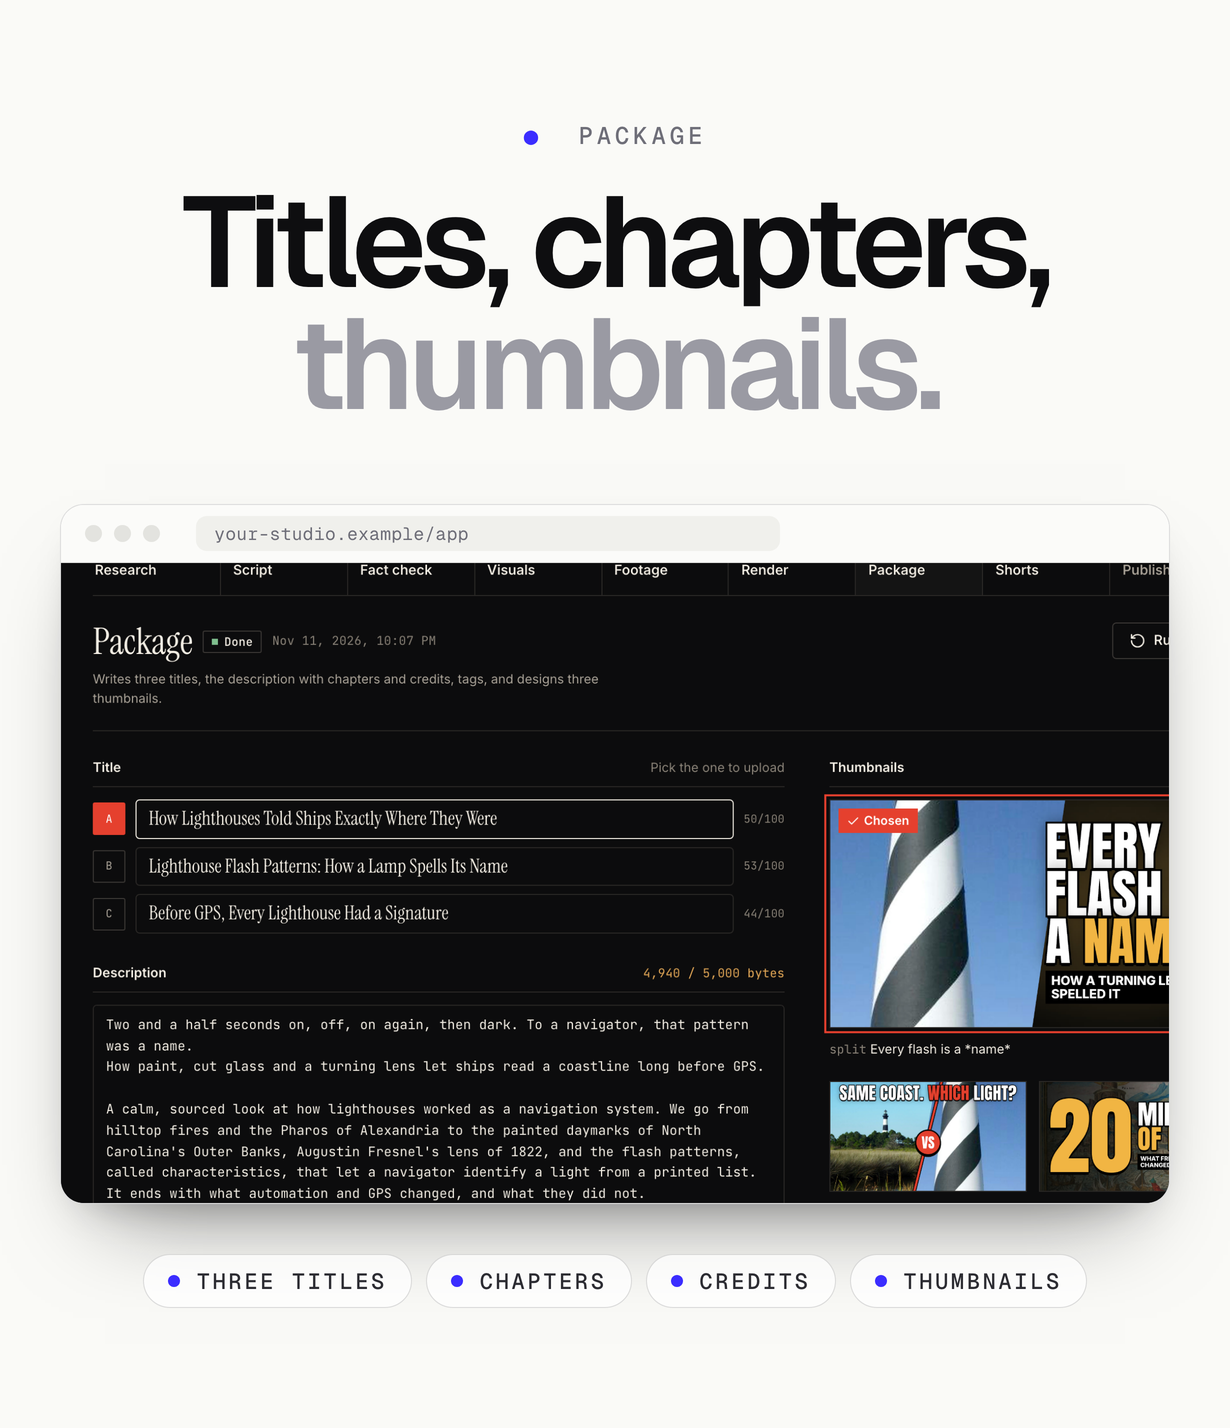 PACKAGE
Titles, chapters,
thumbnails.
your-studio.example/app
Research
Script
Fact check
Visuals
Footage
Render
Package
Shorts
Publish
Package
Done
Nov 11, 2026, 10:07 PM
Writes three titles, the description with chapters and credits, tags, and designs three
thumbnails.
Title
Pick the one to upload
A
How Lighthouses Told Ships Exactly Where They Were
50/100
B
Lighthouse Flash Patterns: How a Lamp Spells Its Name
53/100
C
Before GPS, Every Lighthouse Had a Signature
44/100
Description
4,940 / 5,000 bytes
Two and a half seconds on, off, on again, then dark. To a navigator, that pattern
was a name.
How paint, cut glass and a turning lens let ships read a coastline long before GPS.
A calm, sourced look at how lighthouses worked as a navigation system. We go from
hilltop fires and the Pharos of Alexandria to the painted daymarks of North
Carolina's Outer Banks, Augustin Fresnel's lens of 1822, and the flash patterns,
called characteristics, that let a navigator identify a light from a printed list.
It ends with what automation and GPS changed, and what they did not.
Thumbnails
Chosen
EVERY
FLASH
A NAM
HOW A TURNING LE
SPELLED IT
split Every flash is a *name*
SAME COAST. WHICH LIGHT?
VS
20
OF
WHAT FR
CHANGED
THREE TITLES
CHAPTERS
CREDITS
THUMBNAILS